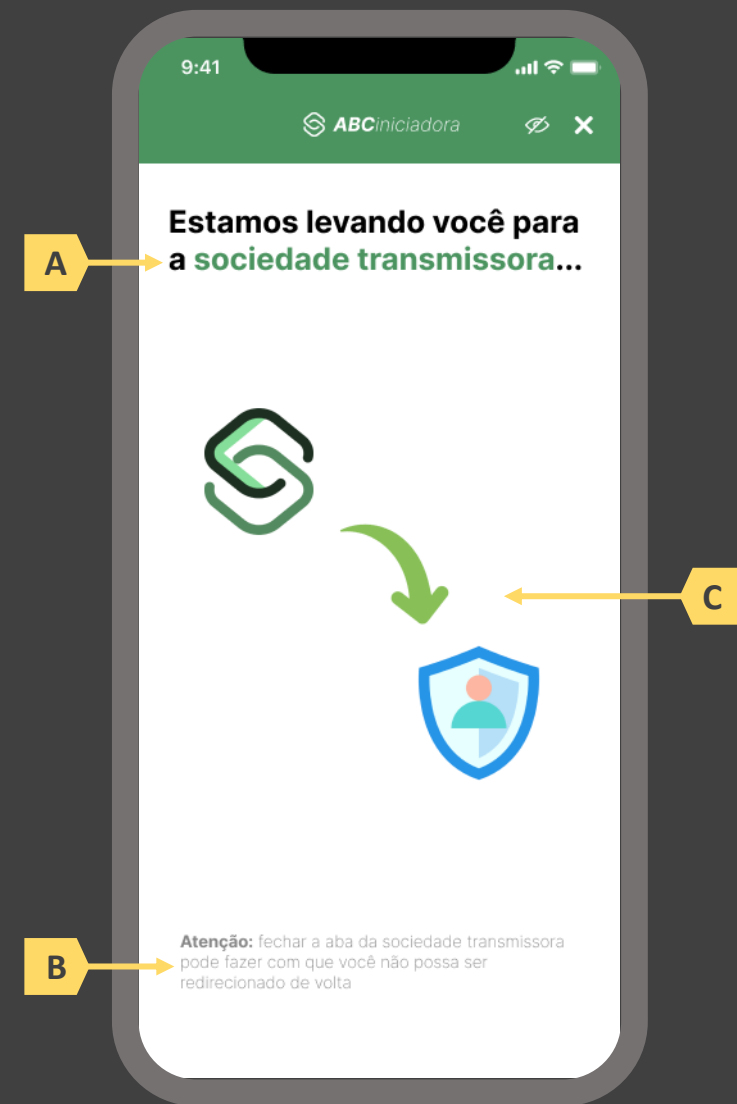 9:41
ABCiniciadora
Estamos levando você para
a sociedade transmissora...
A
C
Atenção: fechar a aba da sociedade transmissora
pode fazer com que você não possa ser
redirecionado de volta
B